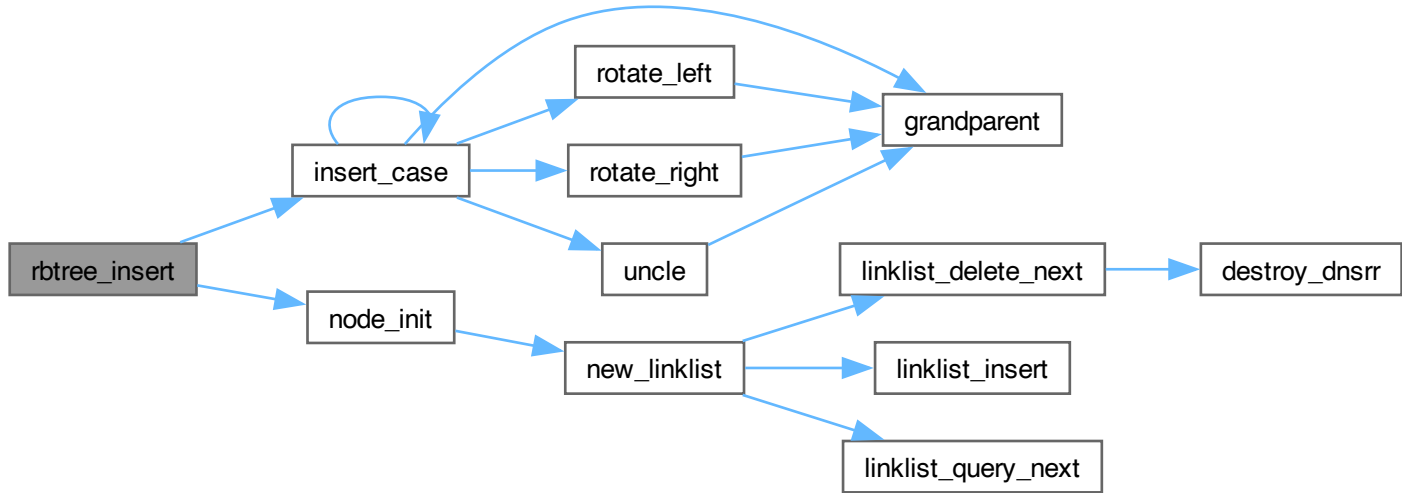 rotate_left
grandparent
insert_case
rotate_right
rbtree_insert
uncle
linklist_delete_next
destroy_dnsrr
node_init
new_linklist
linklist_insert
linklist_query_next